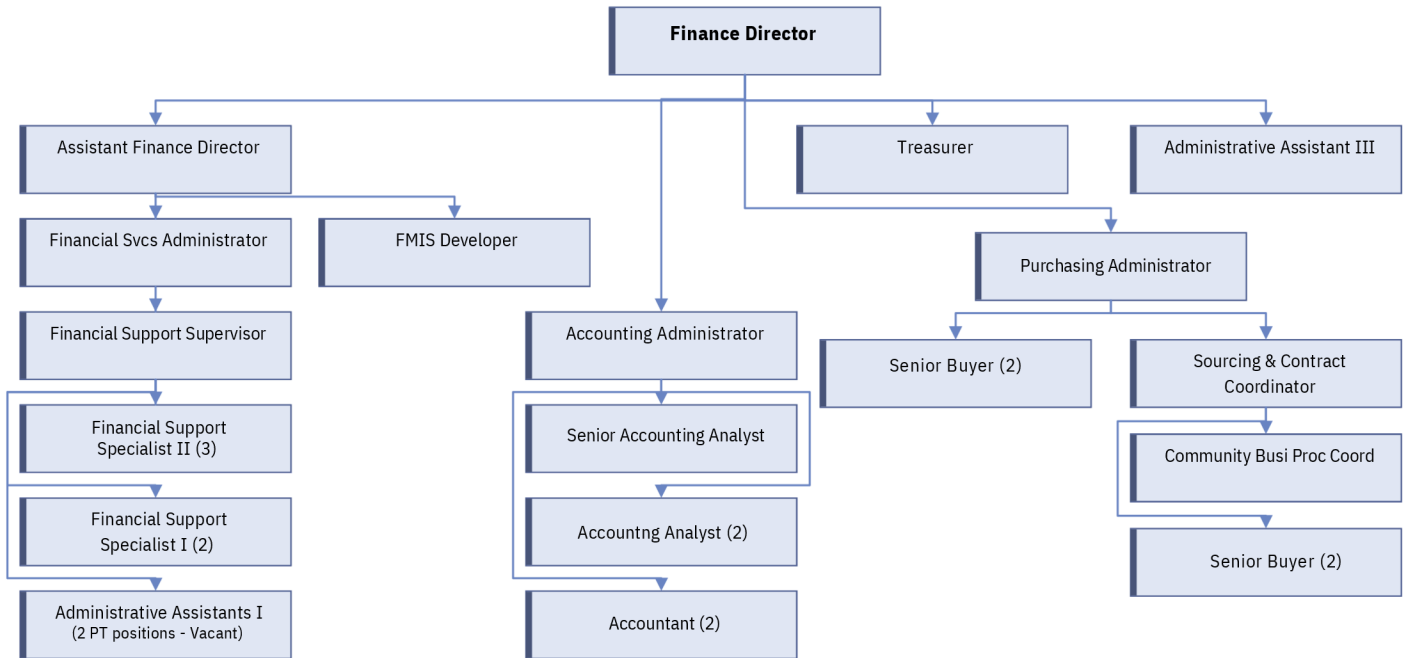 Finance Director
Assistant Finance Director
Treasurer
Administrative Assistant III
Financial Svcs Administrator
FMIS Developer
Purchasing Administrator
Financial Support Supervisor
Accounting Administrator
Senior Buyer (2)
Sourcing & Contract
Coordinator
Financial Support
Specialist II (3)
Senior Accounting Analyst
Community Busi Proc Coord
Financial Support
Specialist I (2)
Accountng Analyst (2)
Senior Buyer (2)
Administrative Assistants I
(2 PT positions - Vacant)
Accountant (2)